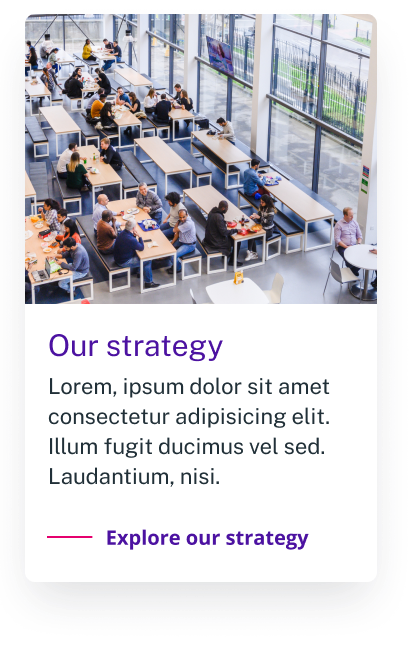 Our strategy
Lorem, ipsum dolor sit amet
consectetur adipisicing elit.
Illum fugit ducimus vel sed.
Laudantium, nisi.
Explore our strategy